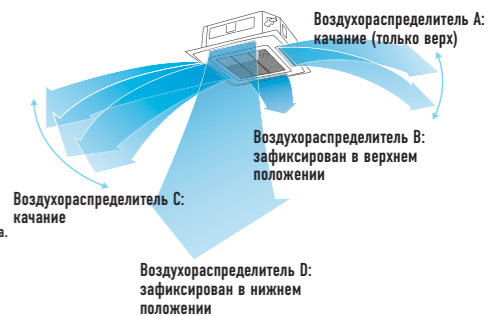 Воздухораспределитель A:
качание (только верх)
Воздухораспределитель B:
зафиксирован в верхнем
положении
Воздухораспределитель C:
качание
а.
Воздухораспределитель D:
зафиксирован в нижнем
положении